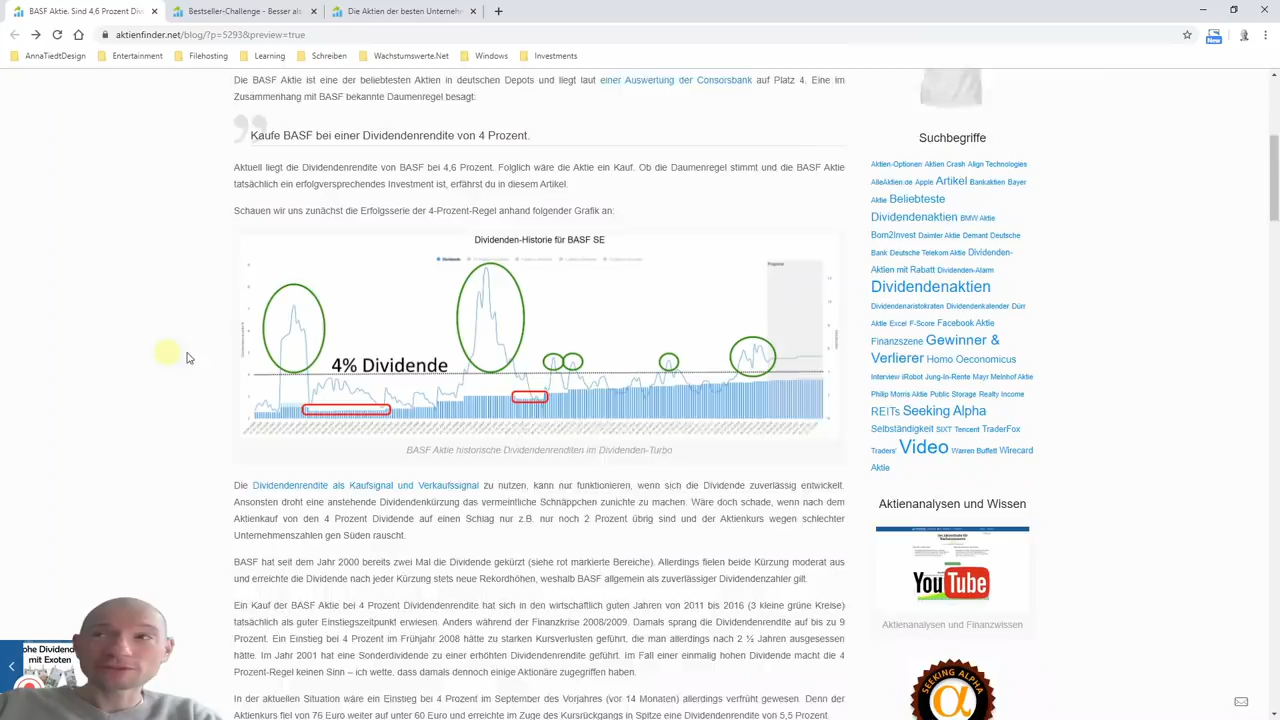 BASF Aktie: Sind 4,6 Prozent Div
Bestseller-Challenge - Besser al
Die 4 Aktien der Unterneh
aktienfinder.net/blog/?p=5293&preview=true
AnnaTiedtDesign
Entertainment
Filehosting
Learning
Schreiben
Wachstumswerte.Net
Windows
Investments
New
Die BASF Aktie ist eine der beliebtesten Aktien in deutschen Depots und liegt laut einer Auswertung der Consorsbank auf Platz 4. Eine im
Zusammenhang mit BASF bekannte Daumenregel besagt:
Kaufe BASF bei einer Dividendenrendite von 4 Prozent.
Aktuell liegt die Dividendenrendite von BASF bei 4,6 Prozent. Folglich wäre die Aktie ein Kauf. Ob die Daumenregel stimmt und die BASF Aktie
tatsächlich ein erfolgversprechendes Investment ist, erfährst du in diesem Artikel.
Schauen wir uns zunächst die Erfolgsserie der 4-Prozent-Regel anhand folgender Grafik an:
Dividenden-Historie für BASF SE
4% Dividende
BASF Aktie historische Dividendenrenditen im Dividenden-Turbo
Die Dividendenrendite als Kaufsignal und Verkaufssignal zu nutzen, kann nur funktionieren, wenn sich die Dividende zuverlässig entwickelt.
Ansonsten droht eine anstehende Dividendenkürzung das vermeintliche Schnäppchen zunichte zu machen. Wäre doch schade, wenn nach dem
Aktienkauf von den 4 Prozent Dividende auf einen Schlag nur z.B. nur noch 2 Prozent übrig sind und der Aktienkurs wegen schlechter
Unternehmenszahlen gen Süden rauscht.
BASF hat seit dem Jahr 2000 bereits zwei Mal die Dividende gekürzt (siehe rot markierte Bereiche). Allerdings fielen beide Kürzung moderat aus
und stieg die Dividende nach jeder Kürzung stets neue Rekordhöhen, weshalb BASF allgemein als zuverlässiger Dividendenzahler gilt.
Ein Kauf der BASF Aktie bei 4 Prozent Dividendenrendite hat sich in den wirtschaftlich guten Jahren von 2011 bis 2016 (3 kleine grüne Kreise)
tatsächlich als guter Einstiegszeitpunkt erwiesen. Anders während der Finanzkrise 2008/2009. Damals sprang die Dividendenrendite auf bis zu 9
Prozent. Ein Einstieg bei 4 Prozent im Frühjahr 2008 hätte zu starken Kursverlusten geführt, die man allerdings nach 2 ½ Jahren ausgesessen
hätte. Im Jahr 2001 hat eine Sonderdividende zu einer erhöhten Dividendenrendite geführt. Im Fall einer einmalig hohen Dividende macht die 4
Prozent-Regel keinen Sinn – ich wette, dass damals dennoch einige Aktionäre zugegriffen haben.
In der aktuellen Situation wäre ein Einstieg bei 4 Prozent im September des Vorjahres (vor 14 Monaten) allerdings verfrüht gewesen. Denn der
Aktienkurs fiel von 76 Euro weiter auf unter 60 Euro und erreichte im Zuge des Kursrückgangs in Spitze eine Dividendenrendite von 5,5 Prozent.
ohe Dividend
mit Exoten
Suchbegriffe
Aktien-Optionen Aktien Crash Align Technologies
AlleAktien.de Apple Artikel Bankaktien Bayer
Aktie Beliebteste
Dividendenaktien BMW Aktie
Born2Invest Daimler Aktie Demant Deutsche
Bank Deutsche Telekom Aktie Dividenden-
Aktien mit Rabatt Dividenden-Alarm
Dividendenaktien
Dividendenaristokraten Dividendenkalender Dürr
Aktie Excel F-Score Facebook Aktie
Finanzszene Gewinner &
Verlierer Homo Oeconomicus
Interview iRobot Jung-In-Rente Mayr Melnhof Aktie
Philip Morris Aktie Public Storage Realty Income
REITs Seeking Alpha
Selbständigkeit SIXT Tencent TraderFox
Traders' Video Warren Buffett Wirecard
Aktie
Aktienanalysen und Wissen
YouTube
Aktienanalysen und Finanzwissen
SEEKING ALPHA
α